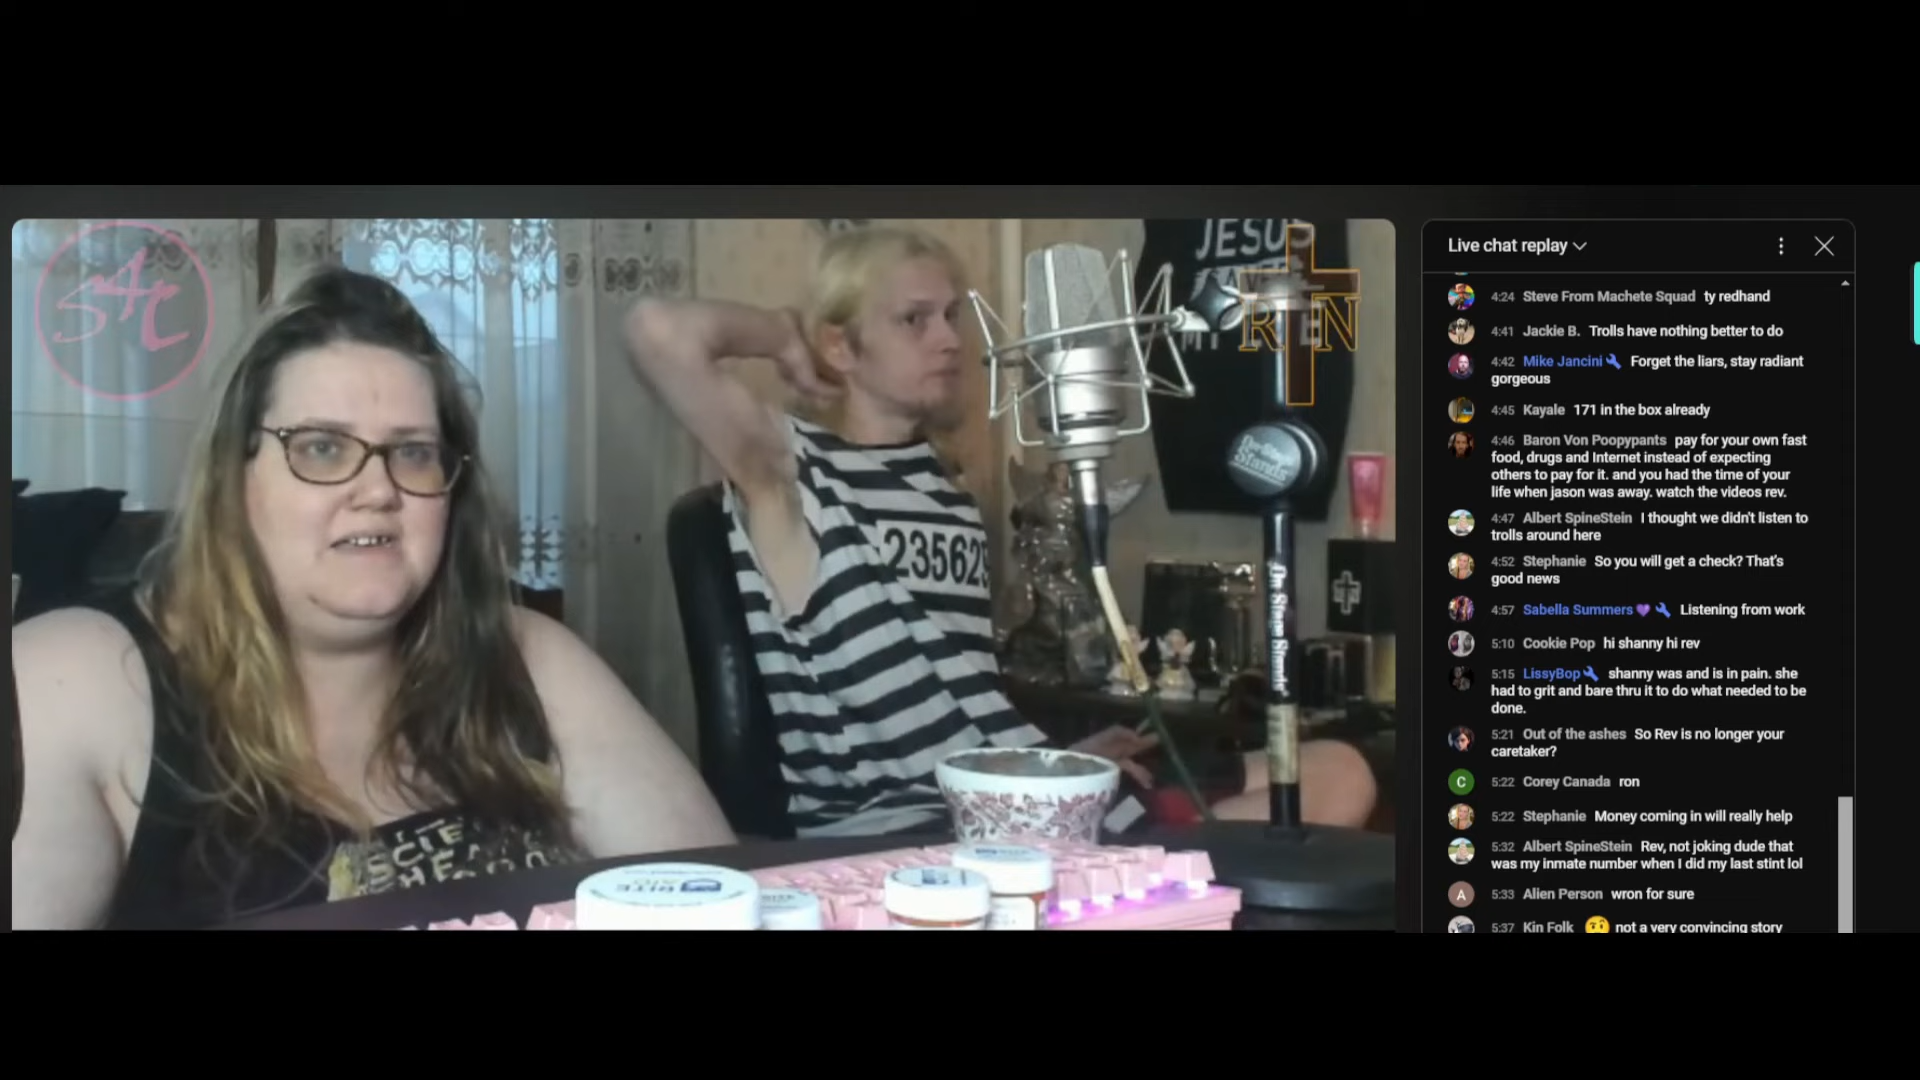 SAL
JESUS
SAVED
MY LIFE
R N
235625
On Stage
Stands
On Stage Stands
Live chat replay
4:24 Steve From Machete Squad ty redhand
4:41 Jackie B. Trolls have nothing better to do
4:42 Mike Jancini Forget the liars, stay radiant
gorgeous
4:45 Kayale 171 in the box already
4:46 Baron Von Poopypants pay for your own fast
food, drugs and Internet instead of expecting
others to pay for it. and you had the time of your
life when jason was away. watch the videos rev.
4:47 Albert SpineStein I thought we didn't listen to
trolls around here
4:52 Stephanie So you will get a check? That's
good news
4:57 Sabella Summers💜 Listening from work
5:10 Cookie Pop hi shanny hi rev
5:15 LissyBop shanny was and is in pain. she
had to grit and bare thru it to do what needed to be
done.
5:21 Out of the ashes So Rev is no longer your
caretaker?
C
5:22 Corey Canada ron
5:22 Stephanie Money coming in will really help
5:32 Albert SpineStein Rev, not joking dude that
was my inmate number when I did my last stint lol
A
5:33 Alien Person wron for sure
5:37 Kin Folk 🤨 not a very convincing story